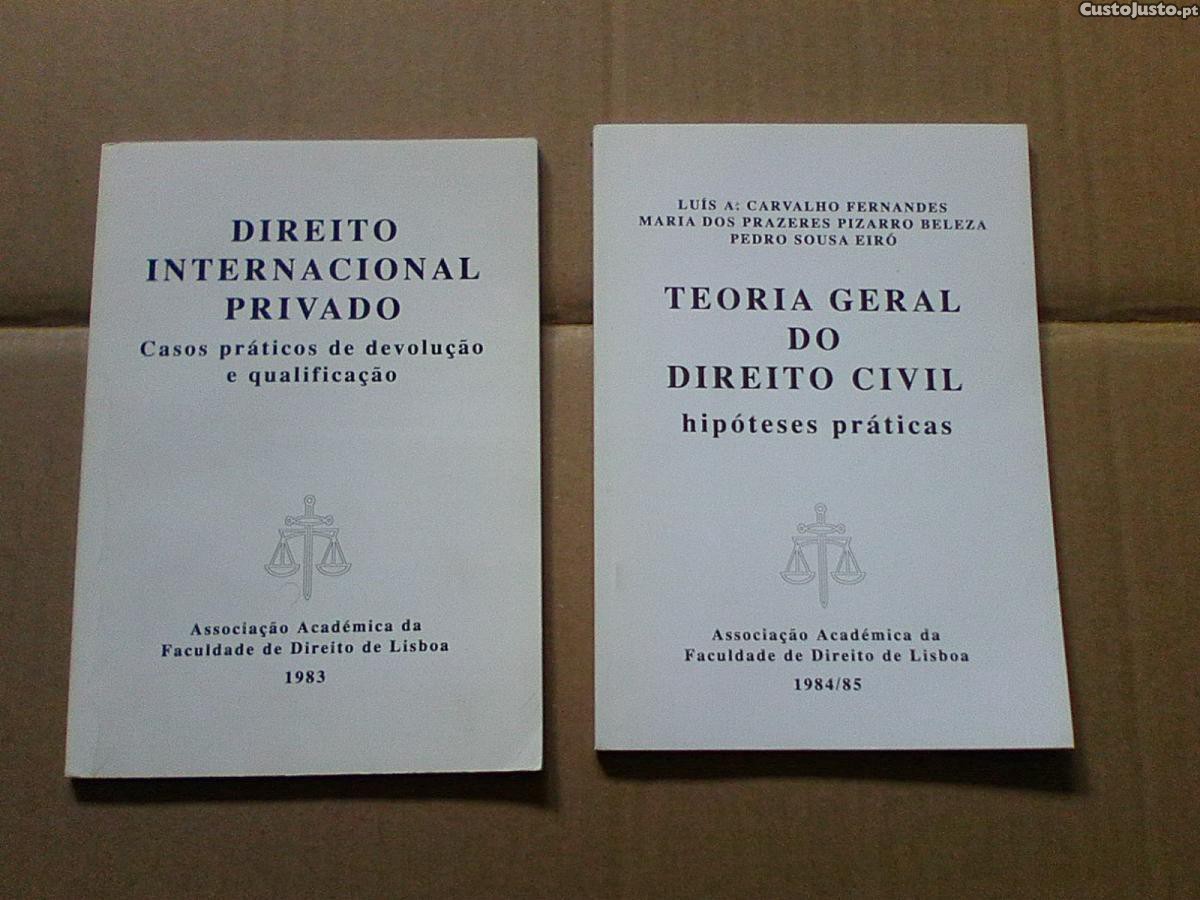 CustoJusto.pt
DIREITO
INTERNACIONAL
PRIVADO
Casos práticos de devolução
e qualificação
Associação Académica da
Faculdade de Direito de Lisboa
1983
LUÍS A: CARVALHO FERNANDES
MARIA DOS PRAZERES PIZARRO BELEZA
PEDRO SOUSA EIRÓ
TEORIA GERAL
DO
DIREITO CIVIL
hipóteses práticas
Associação Académica da
Faculdade de Direito de Lisboa
1984/85